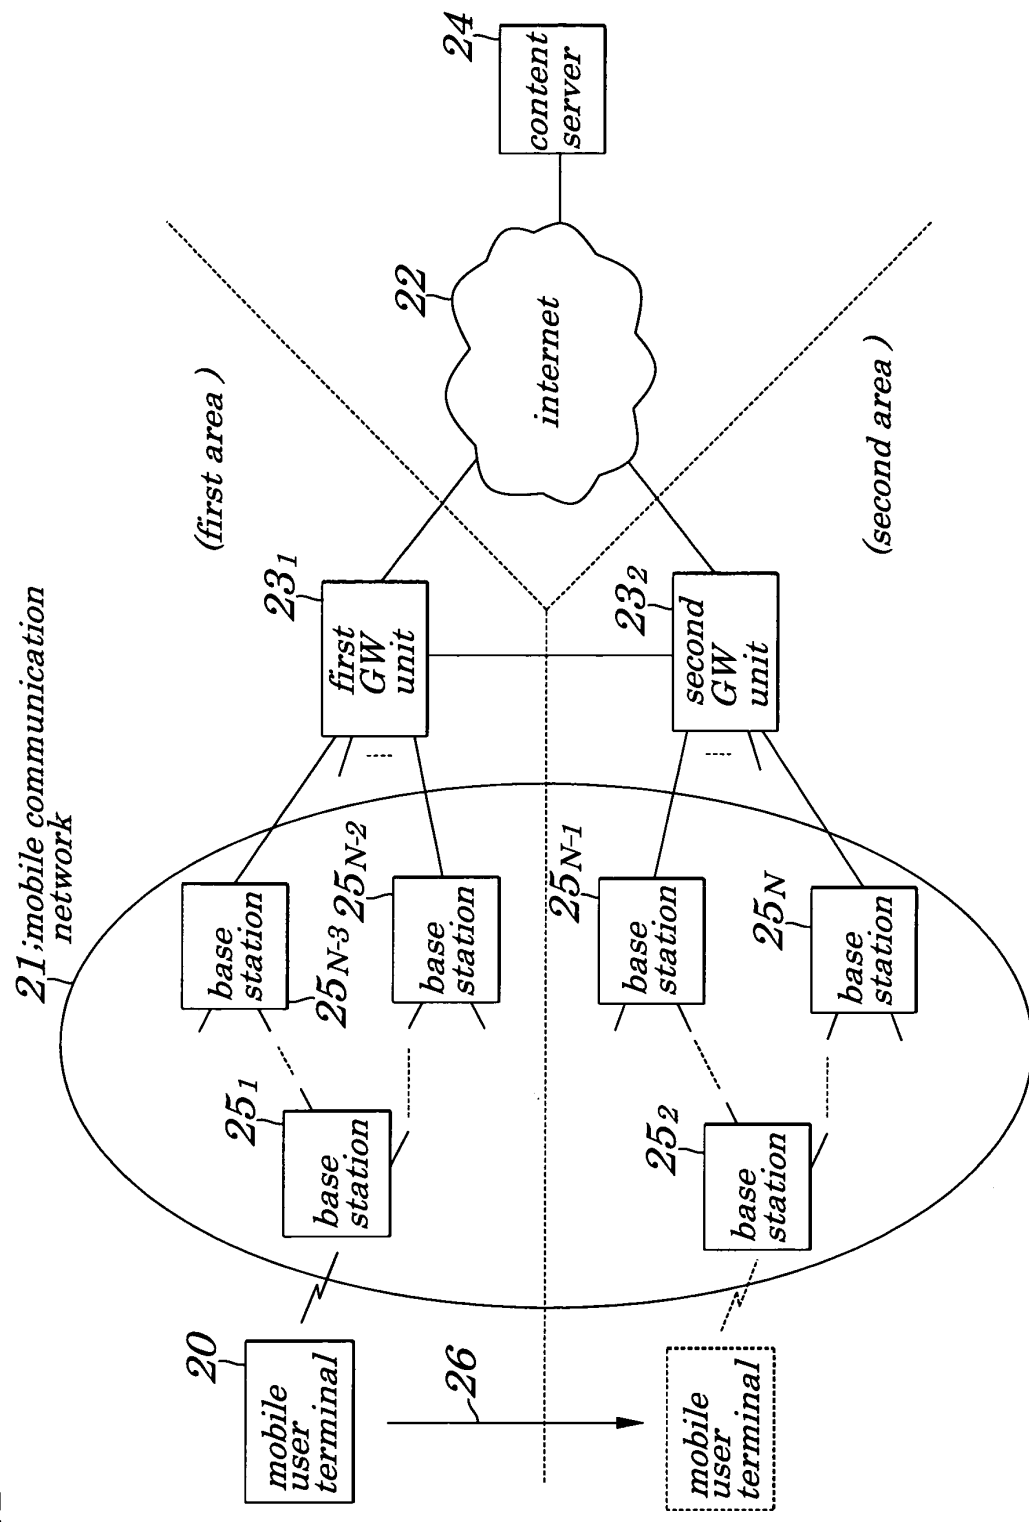 21;mobile communication
network
20
mobile
user
terminal
26
mobile
user
terminal
251
base
station
252
base
station
base
station
25N-3
25N-2
base
station
25N-1
base
station
25N
base
station
231
first
GW
unit
232
second
GW
unit
(first area)
(second area)
22
internet
24
content
server